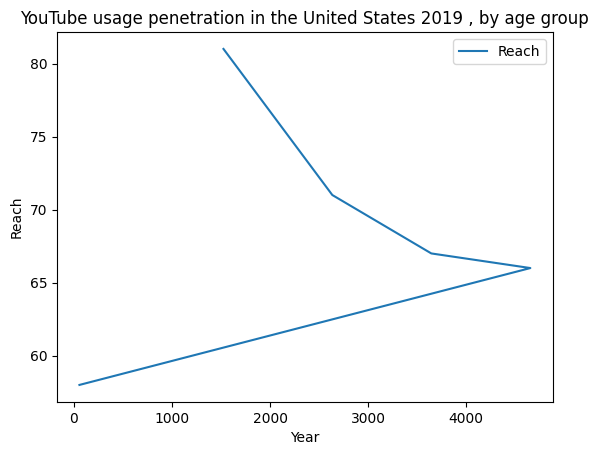 YouTube usage penetration in the United States 2019 , by age group
Reach
80
75
70
65
60
Reach
0 1000 2000 3000 4000
Year